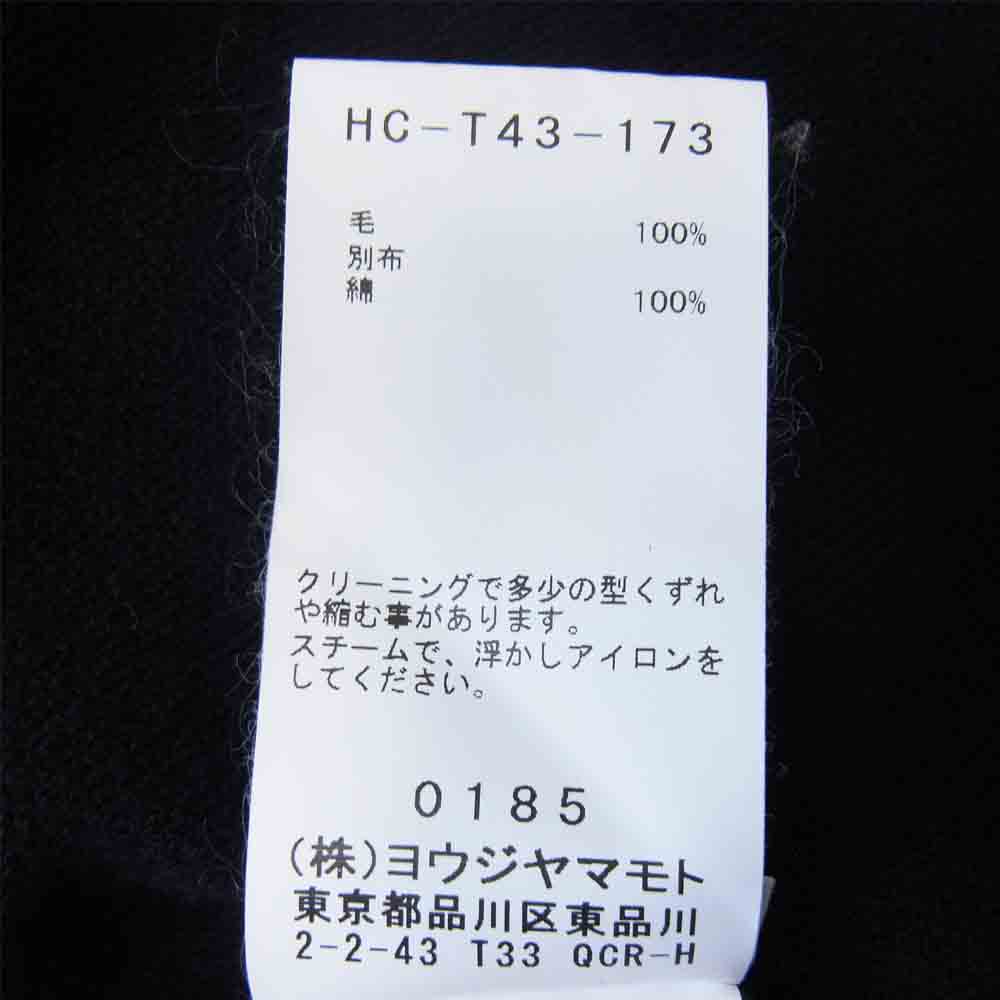 HC-T43-173
毛 100%
別布
綿 100%
クリーニングで多少の型くずれ
や縮む事があります。
スチームで、浮かしアイロンを
してください。
0185
(株)ヨウジヤマモト
東京都品川区東品川
2-2-43 T33 QCR-H